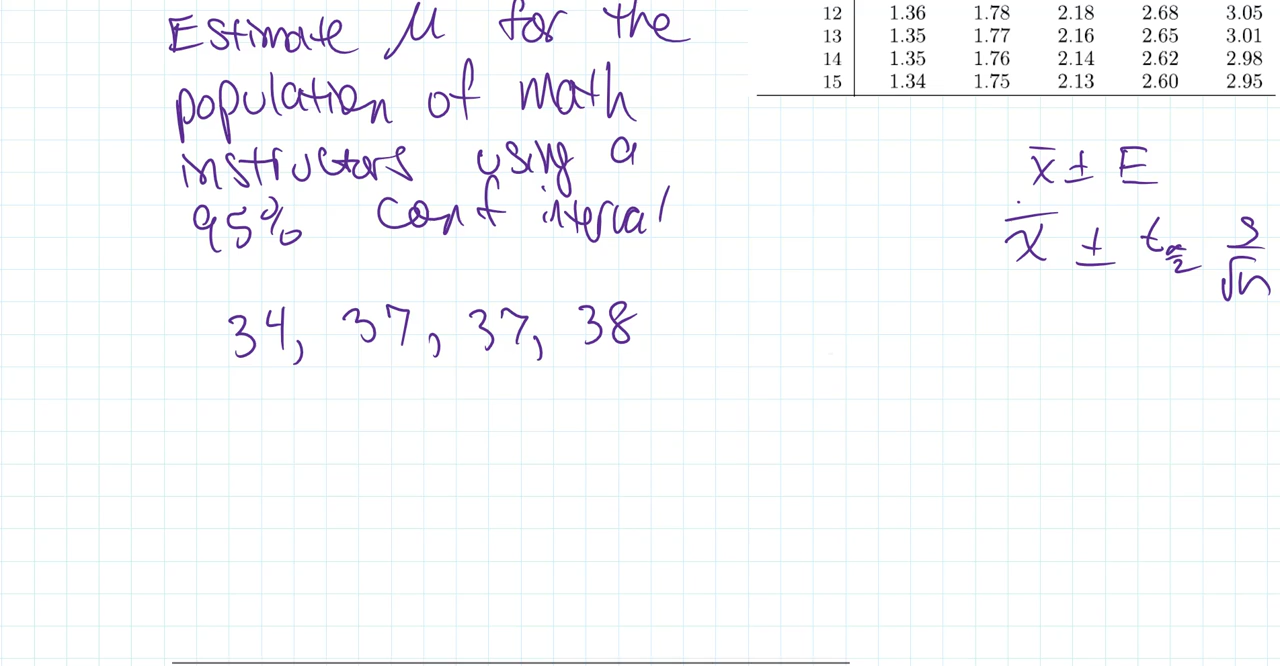 Estimate μ for the
population of math
instructors using a
95% conf interval
34, 37, 37, 38
12 1.36 1.78 2.18 2.68 3.05
13 1.35 1.77 2.16 2.65 3.01
14 1.35 1.76 2.14 2.62 2.98
15 1.34 1.75 2.13 2.60 2.95
x̄ ± E
x̄ ± t_{α/2} s/√n